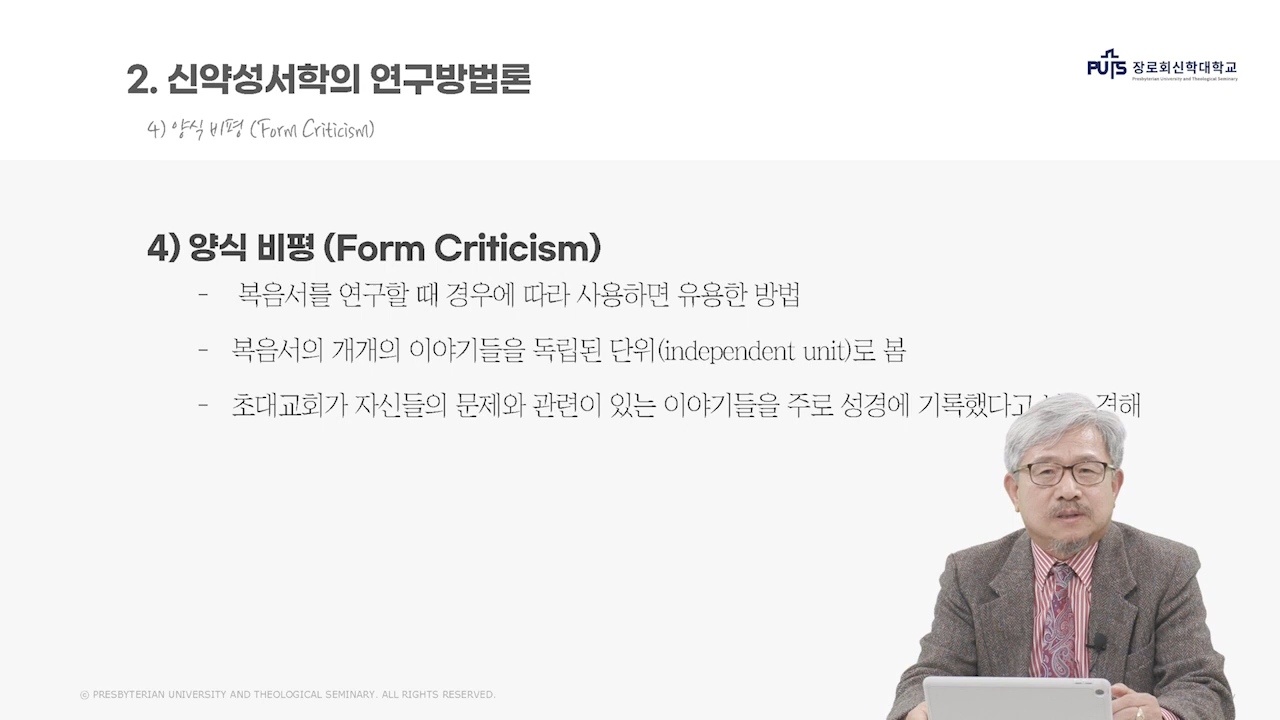 2. 신약성서학의 연구방법론
PUTS 장로회신학대학교
Presbyterian University and Theological Seminary
4) 양식 비평 (Form Criticism)
4) 양식 비평 (Form Criticism)
- 복음서를 연구할 때 경우에 따라 사용하면 유용한 방법
- 복음서의 개개의 이야기들을 독립된 단위(independent unit)로 봄
- 초대교회가 자신들의 문제와 관련이 있는 이야기들을 주로 성경에 기록했다고 견해
© PRESBYTERIAN UNIVERSITY AND THEOLOGICAL SEMINARY. ALL RIGHTS RESERVED.